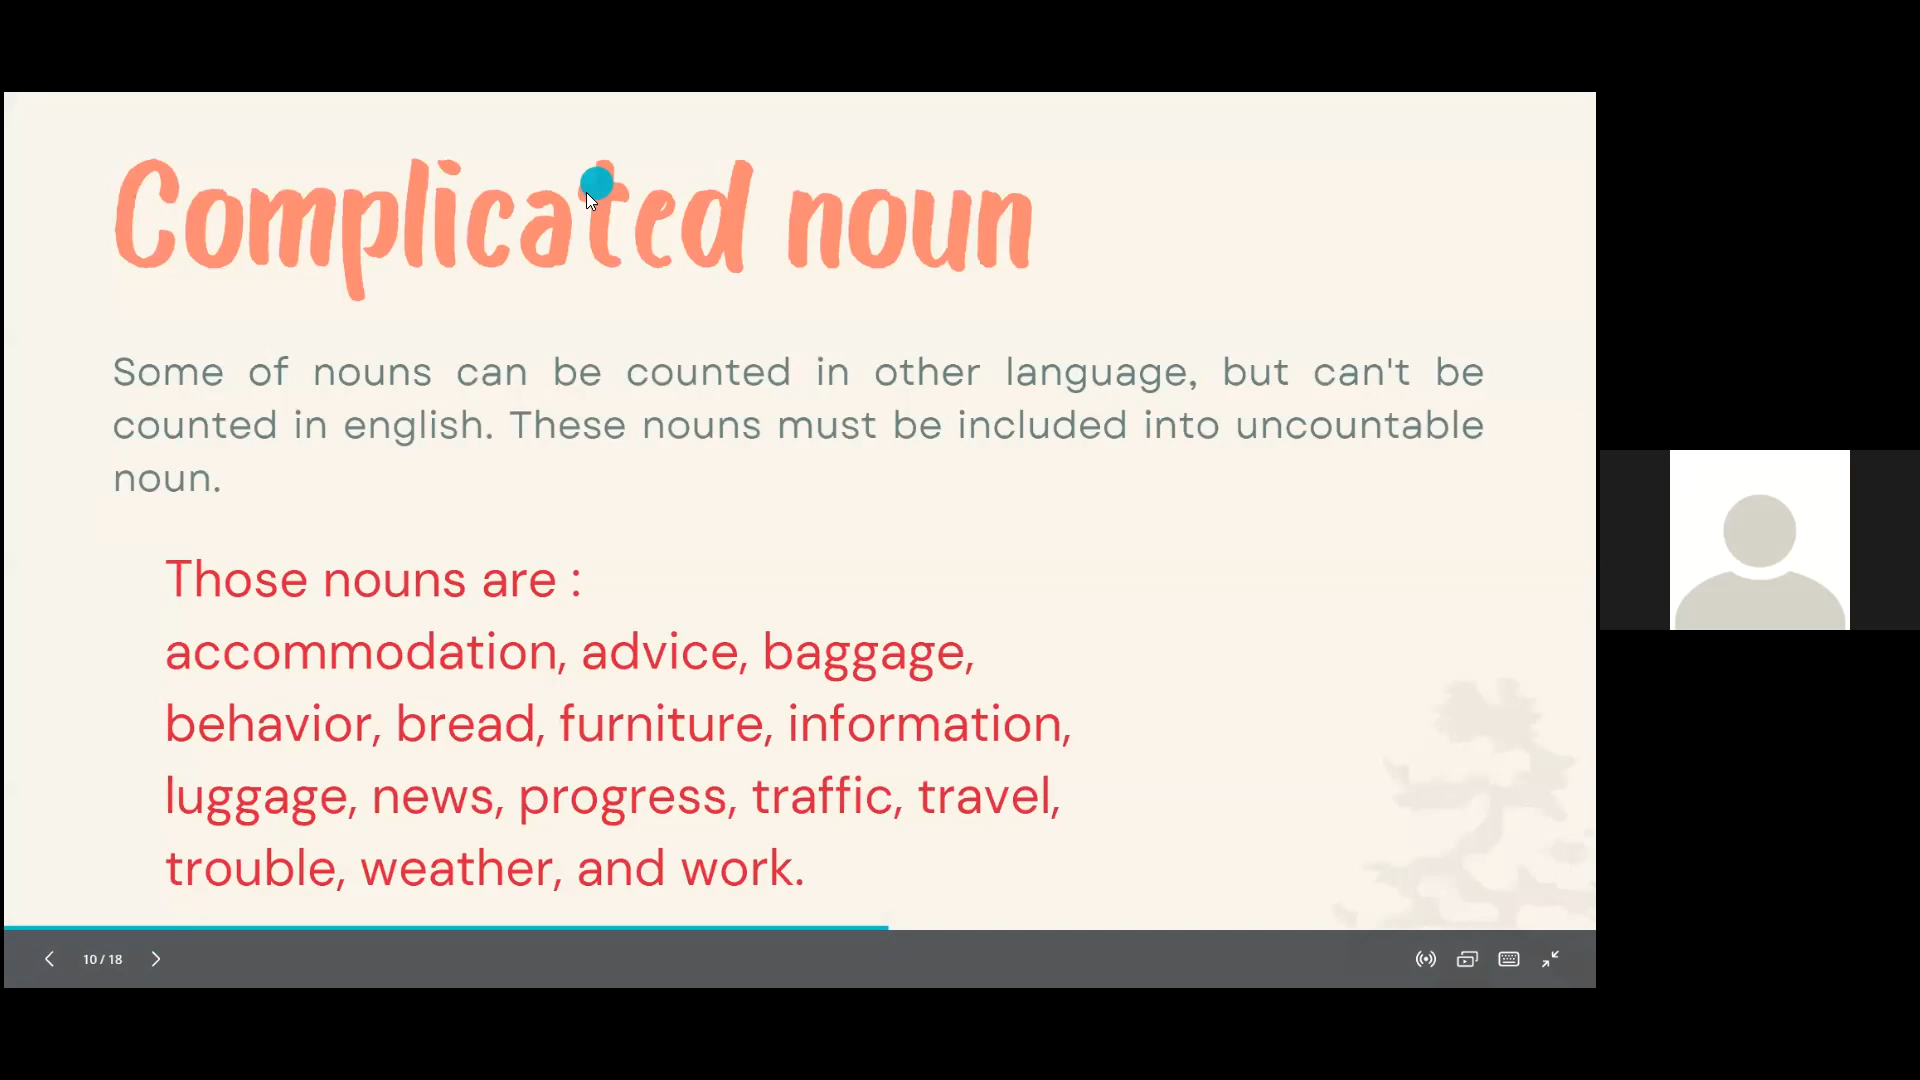 Complicated noun
Some of nouns can be counted in other language, but can't be
counted in english. These nouns must be included into uncountable
noun.
Those nouns are :
accommodation, advice, baggage,
behavior, bread, furniture, information,
luggage, news, progress, traffic, travel,
trouble, weather, and work.
10 / 18